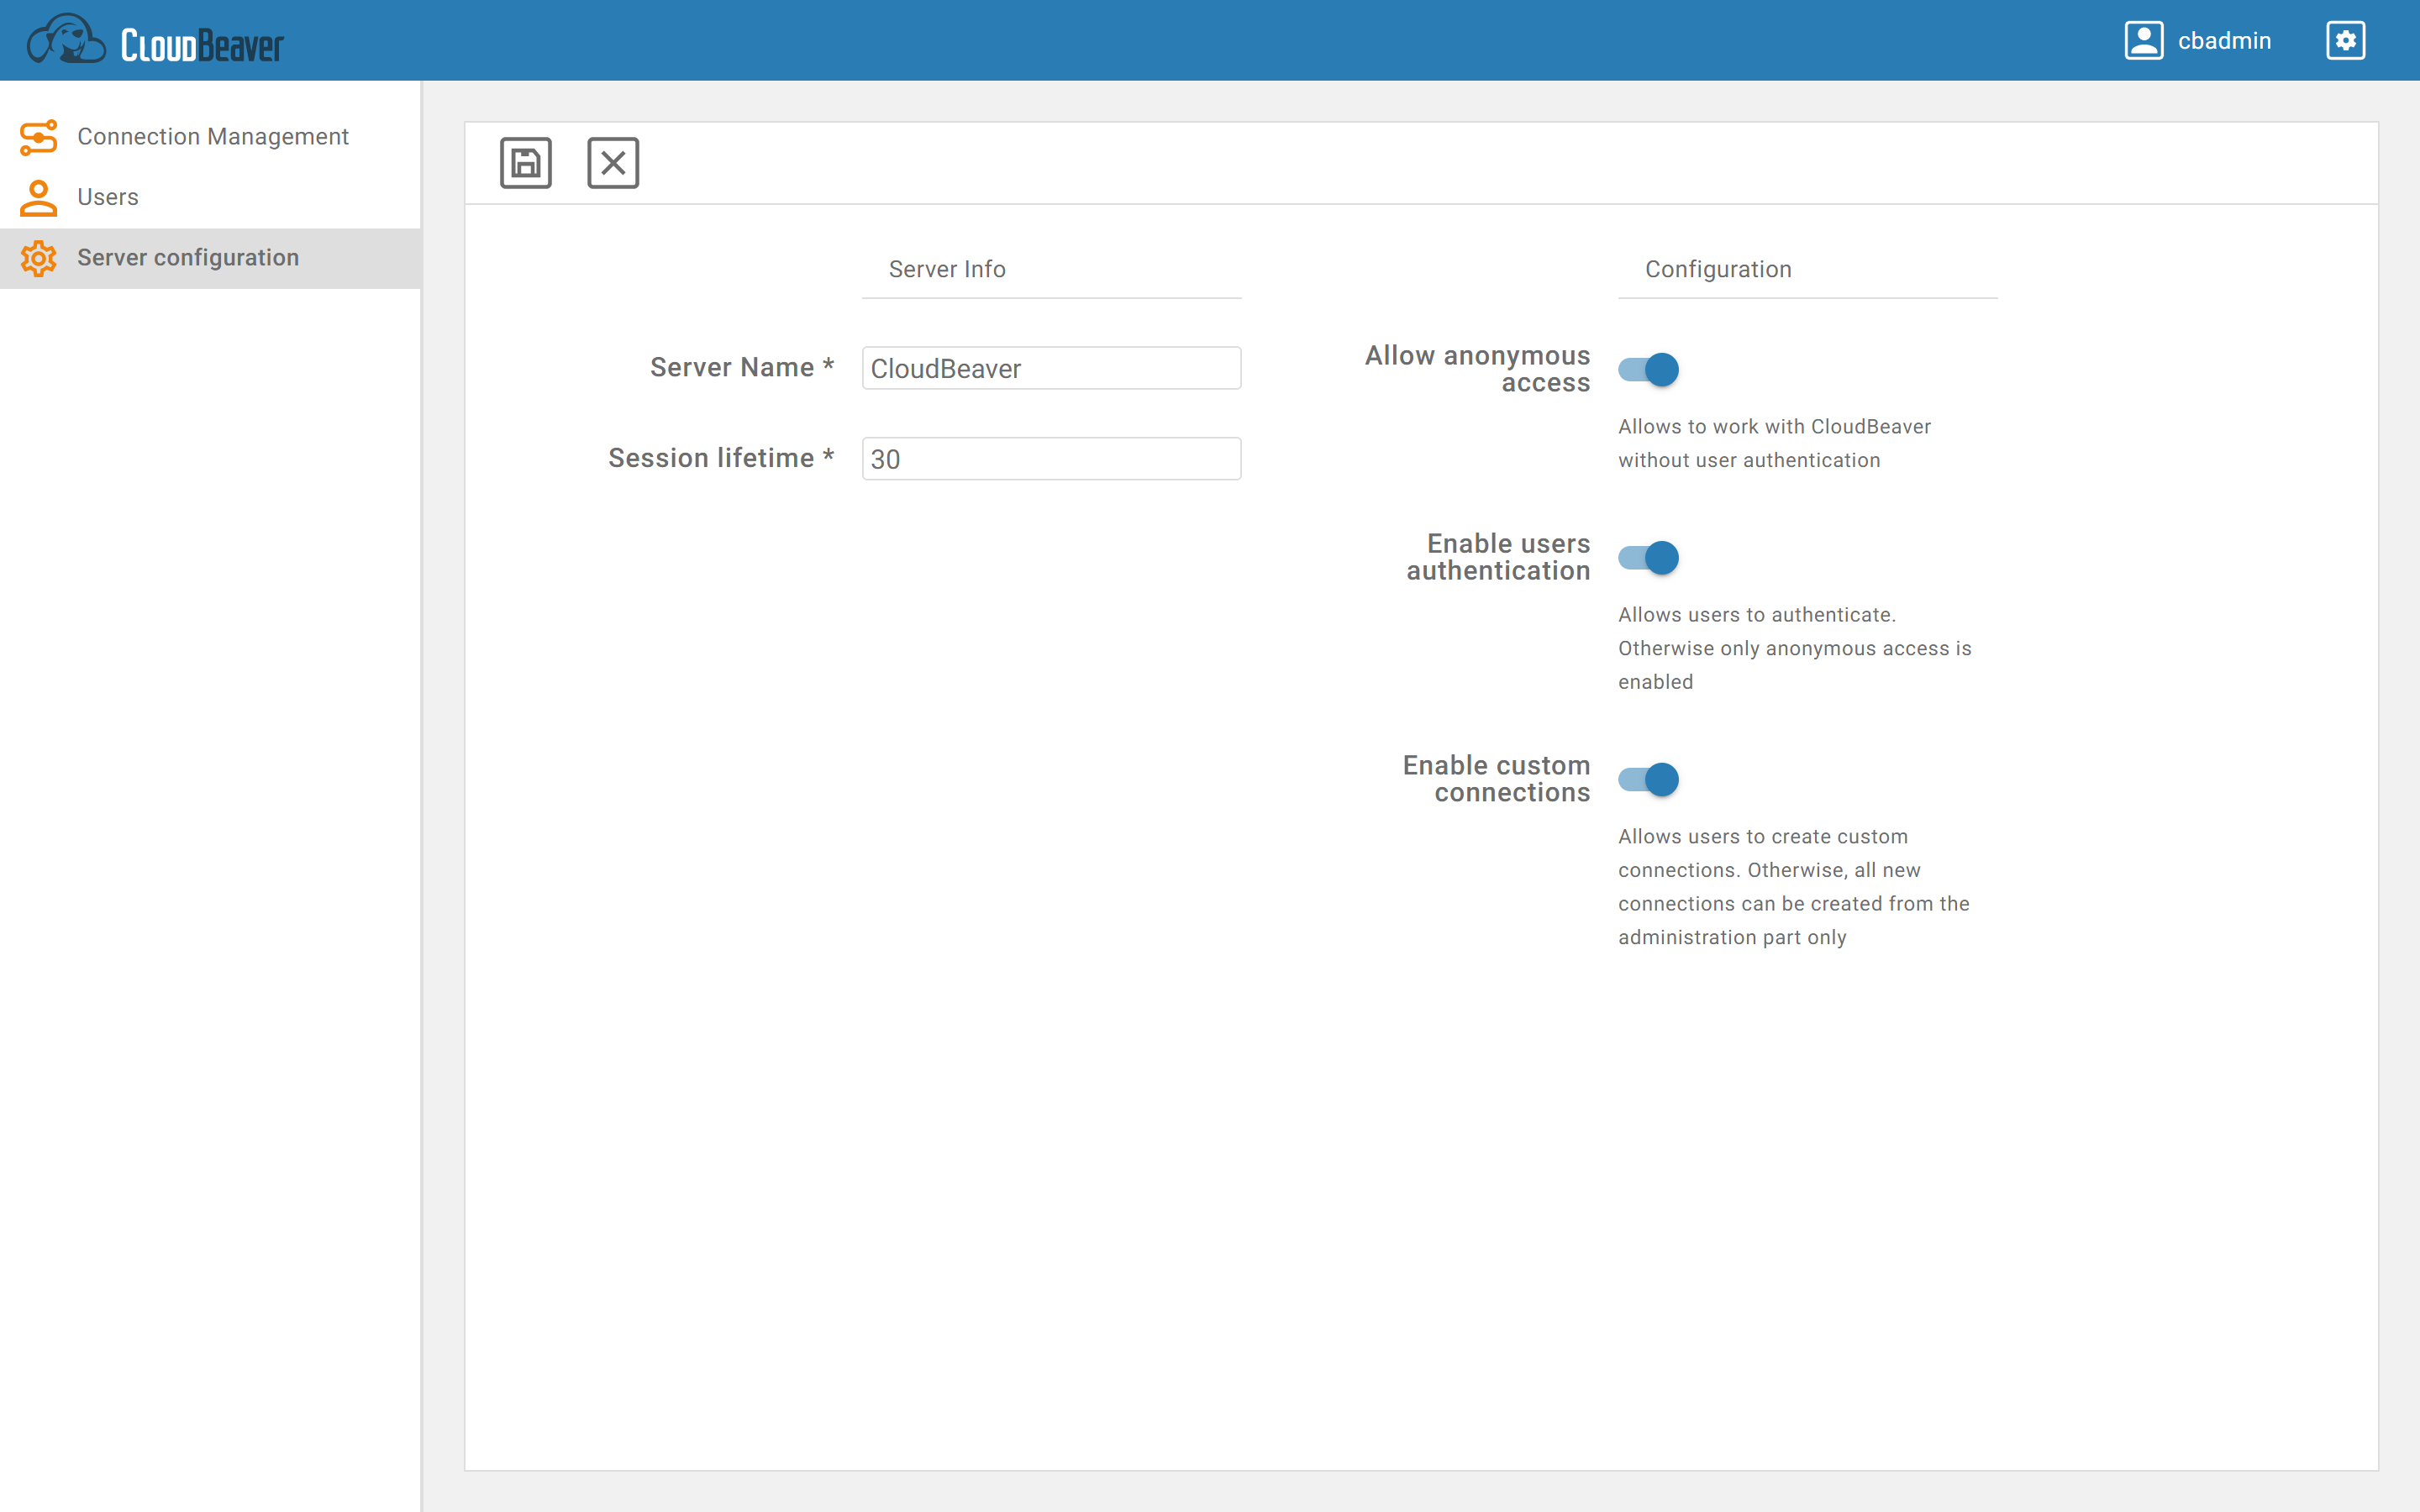 CloudBeaver
cbadmin
Connection Management
Users
Server configuration
Server Info
Server Name *
CloudBeaver
Session lifetime *
30
Configuration
Allow anonymous
access
Allows to work with CloudBeaver
without user authentication
Enable users
authentication
Allows users to authenticate.
Otherwise only anonymous access is
enabled
Enable custom
connections
Allows users to create custom
connections. Otherwise, all new
connections can be created from the
administration part only